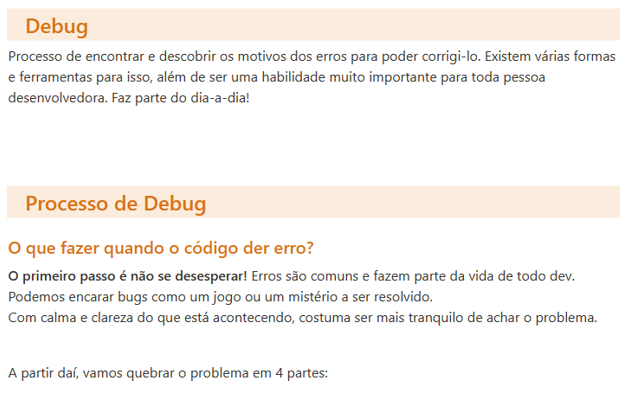 Debug
Processo de encontrar e descobrir os motivos dos erros para poder corrigi-lo. Existem várias formas
e ferramentas para isso, além de ser uma habilidade muito importante para toda pessoa
desenvolvedora. Faz parte do dia-a-dia!
Processo de Debug
O que fazer quando o código der erro?
O primeiro passo é não se desesperar! Erros são comuns e fazem parte da vida de todo dev.
Podemos encarar bugs como um jogo ou um mistério a ser resolvido.
Com calma e clareza do que está acontecendo, costuma ser mais tranquilo de achar o problema.
A partir daí, vamos quebrar o problema em 4 partes: